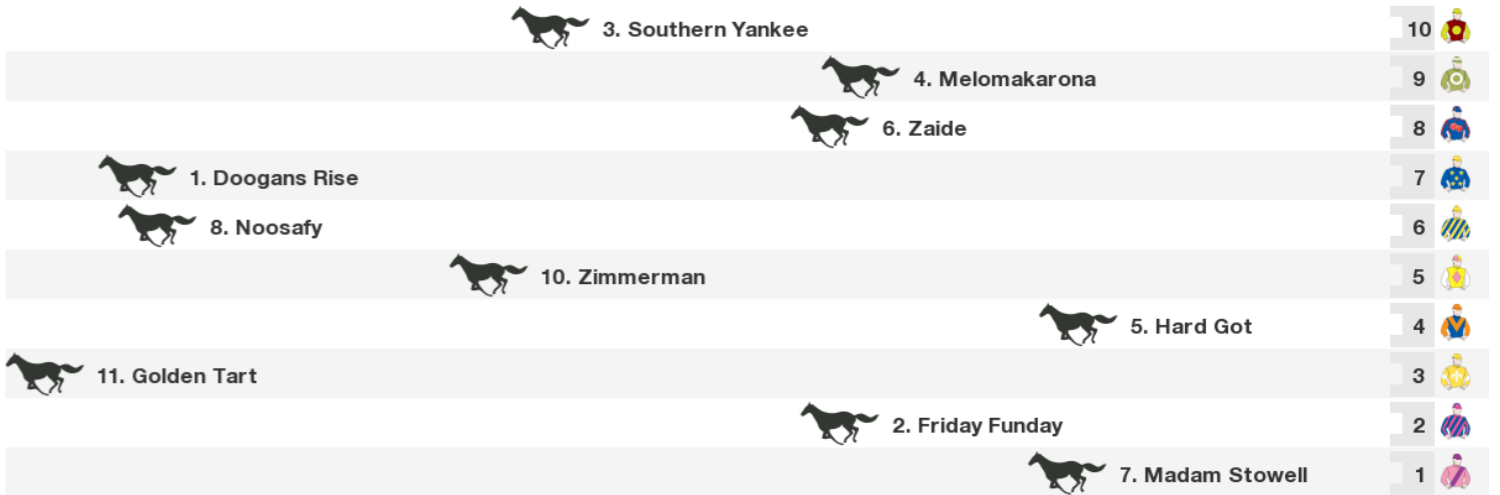 3. Southern Yankee 10
4. Melomakarona 9
6. Zaide 8
1. Doogans Rise 7
8. Noosafy 6
10. Zimmerman 5
5. Hard Got 4
11. Golden Tart 3
2. Friday Funday 2
7. Madam Stowell 1